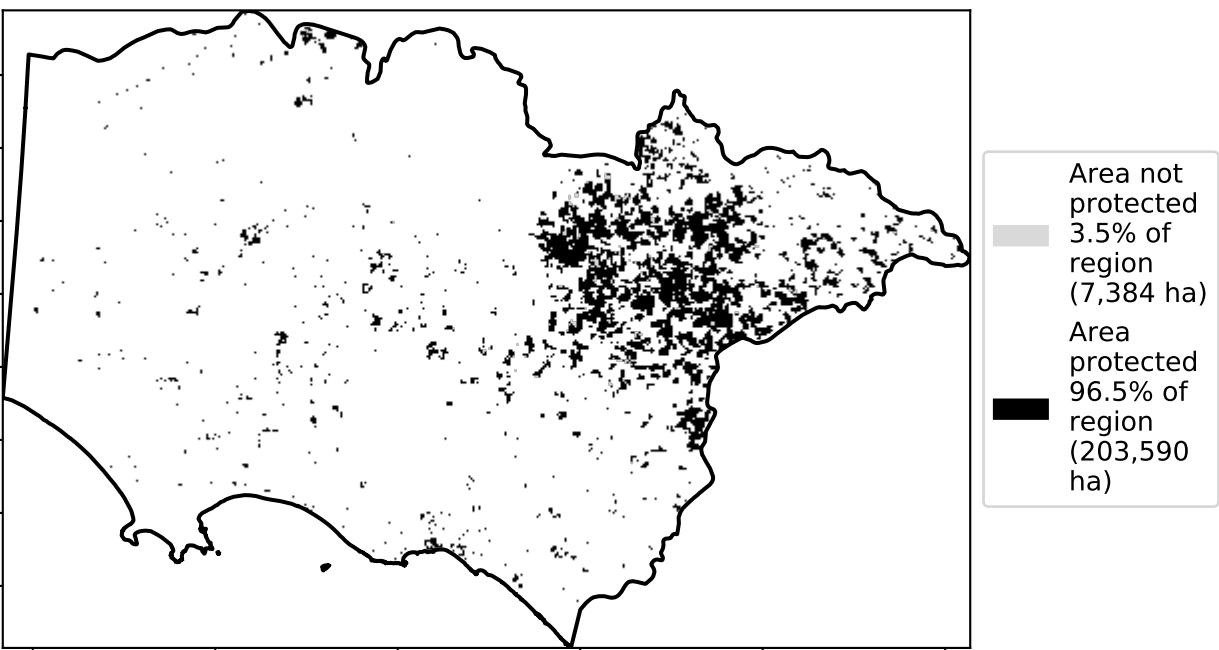 Area not
protected
3.5% of
region
(7,384 ha)
Area
protected
96.5% of
region
(203,590
ha)